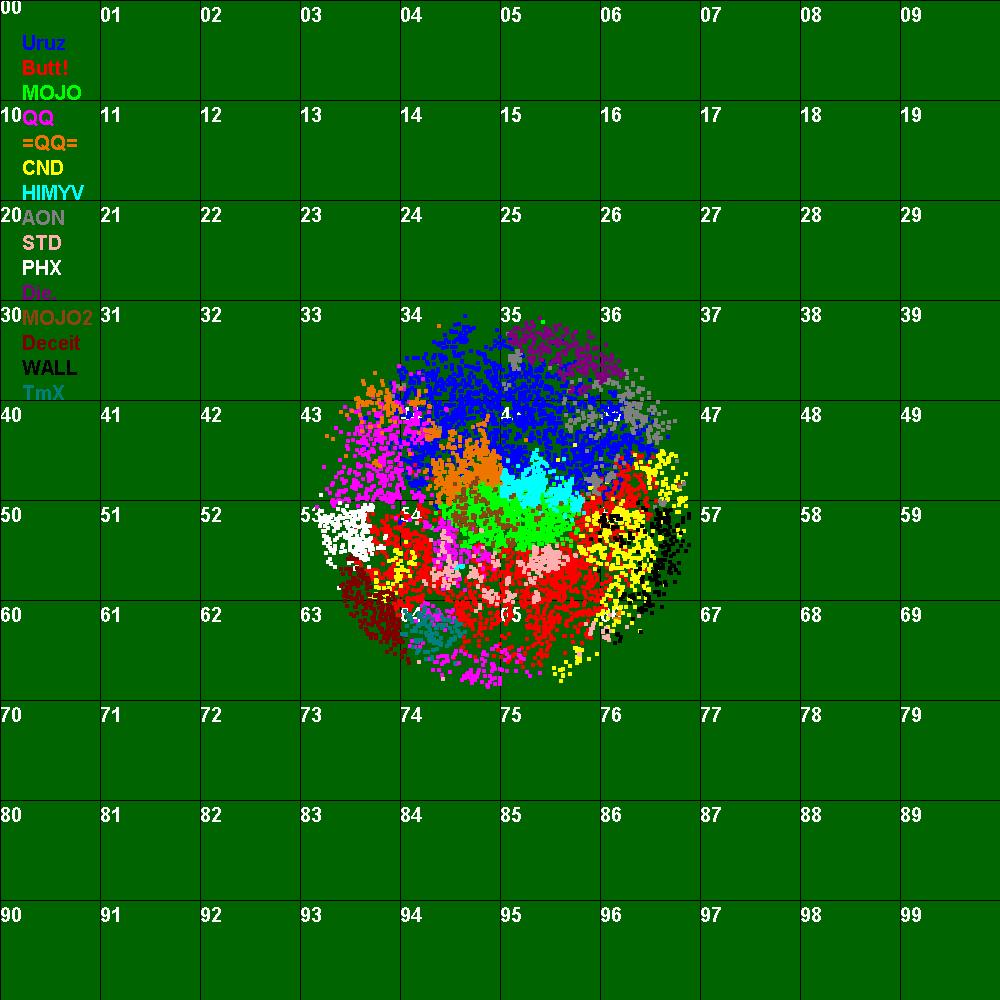 00 01 02 03 04 05 06 07 08 09
Uruz
Butt!
MOJO
10 11 12 13 14 15 16 17 18 19
QQ
=QQ=
CND
HIMYV
20 21 22 23 24 25 26 27 28 29
AON
STD
PHX
Die.
30 31 32 33 34 35 36 37 38 39
MOJO2
Deceit
WALL
TmX
40 41 42 43 47 48 49
50 51 52 53 54 57 58 59
60 61 62 63 65 67 68 69
70 71 72 73 74 75 76 77 78 79
80 81 82 83 84 85 86 87 88 89
90 91 92 93 94 95 96 97 98 99